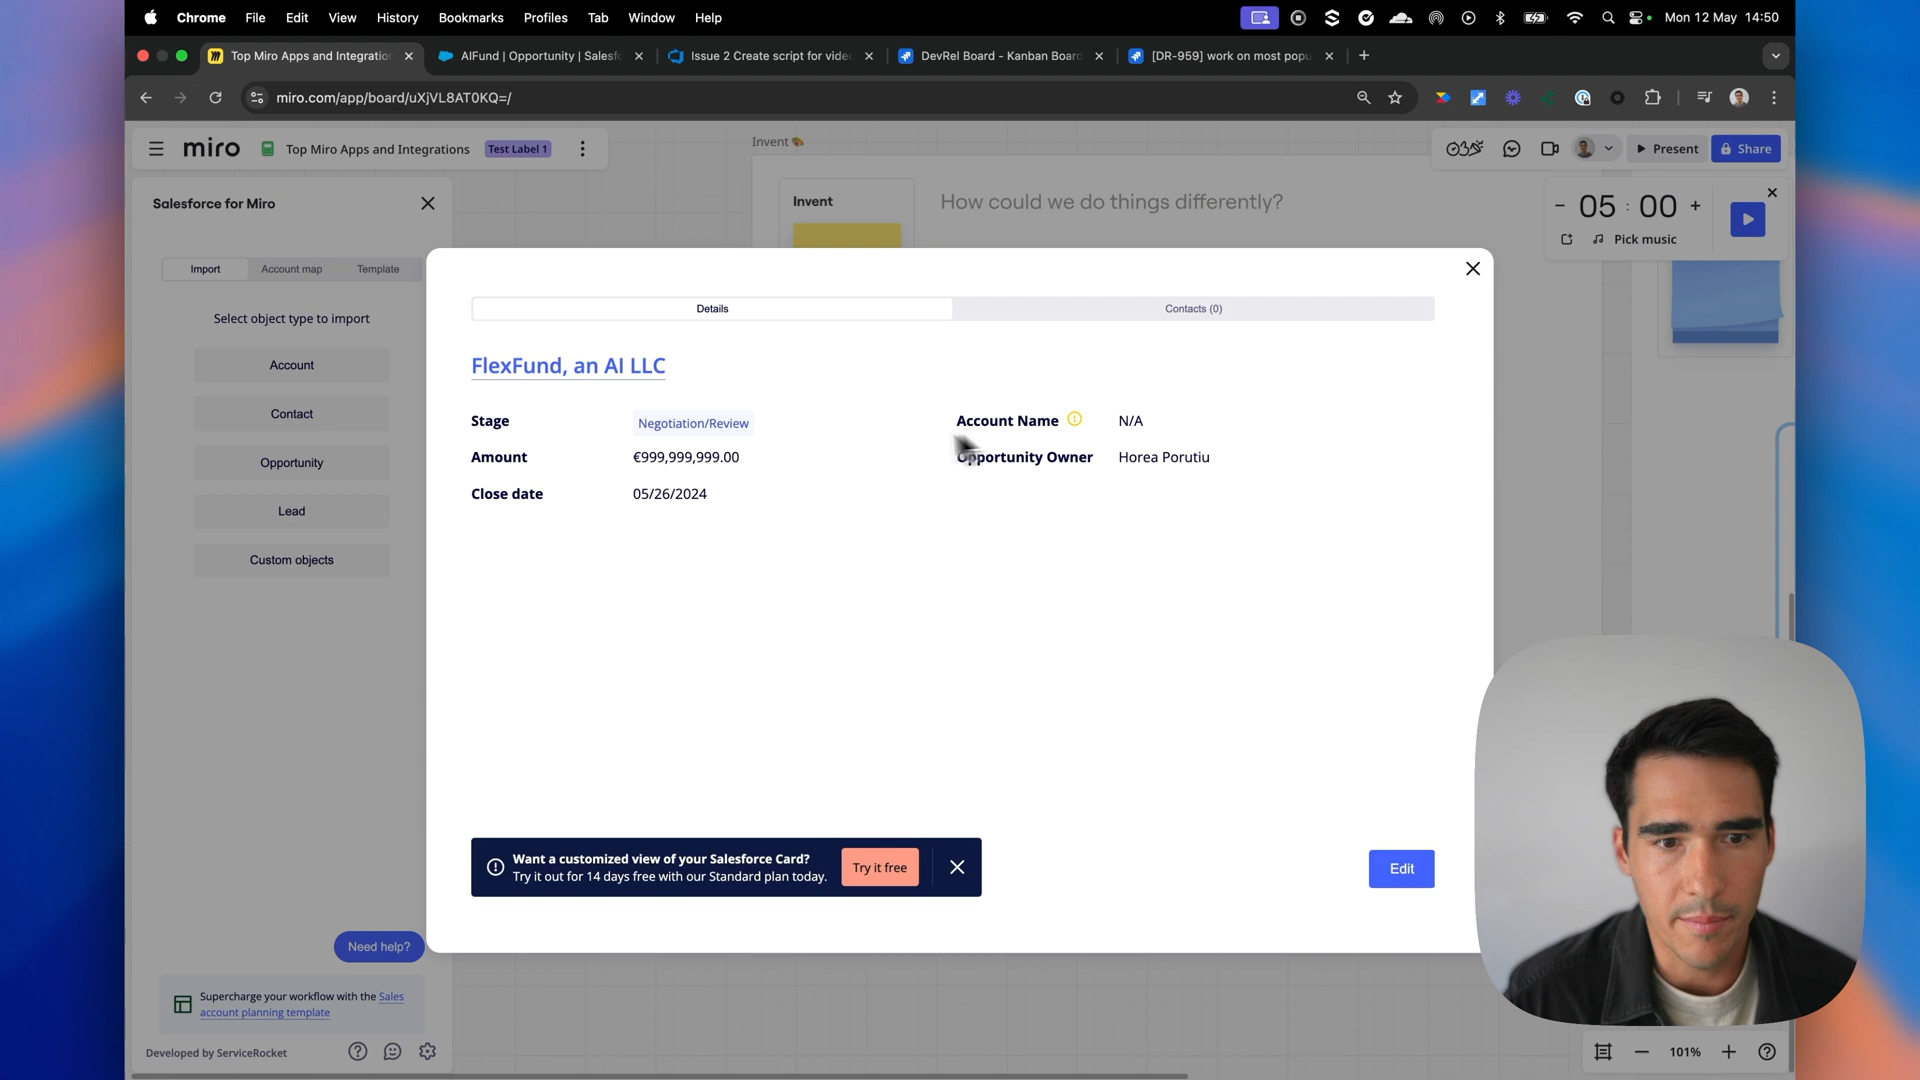 Chrome File Edit View History Bookmarks Profiles Tab Window Help Mon 12 May 14:50
Top Miro Apps and Integration AIFund | Opportunity | Salesf Issue 2 Create script for vide DevRel Board - Kanban Board [DR-959] work on most popu
miro.com/app/board/uXjVL8AT0KQ=/
miro Top Miro Apps and Integrations Test Label 1 Present Share
Invent
Salesforce for Miro
Import Account map Template
Select object type to import
Account
Contact
Opportunity
Lead
Custom objects
Need help?
Supercharge your workflow with the Sales
account planning template
Developed by ServiceRocket
Invent
How could we do things differently?
05 : 00
Pick music
Details Contacts (0)
FlexFund, an AI LLC
Stage Negotiation/Review Account Name N/A
Amount €999,999,999.00 Opportunity Owner Horea Porutiu
Close date 05/26/2024
Want a customized view of your Salesforce Card?
Try it out for 14 days free with our Standard plan today.
Try it free
Edit
101%